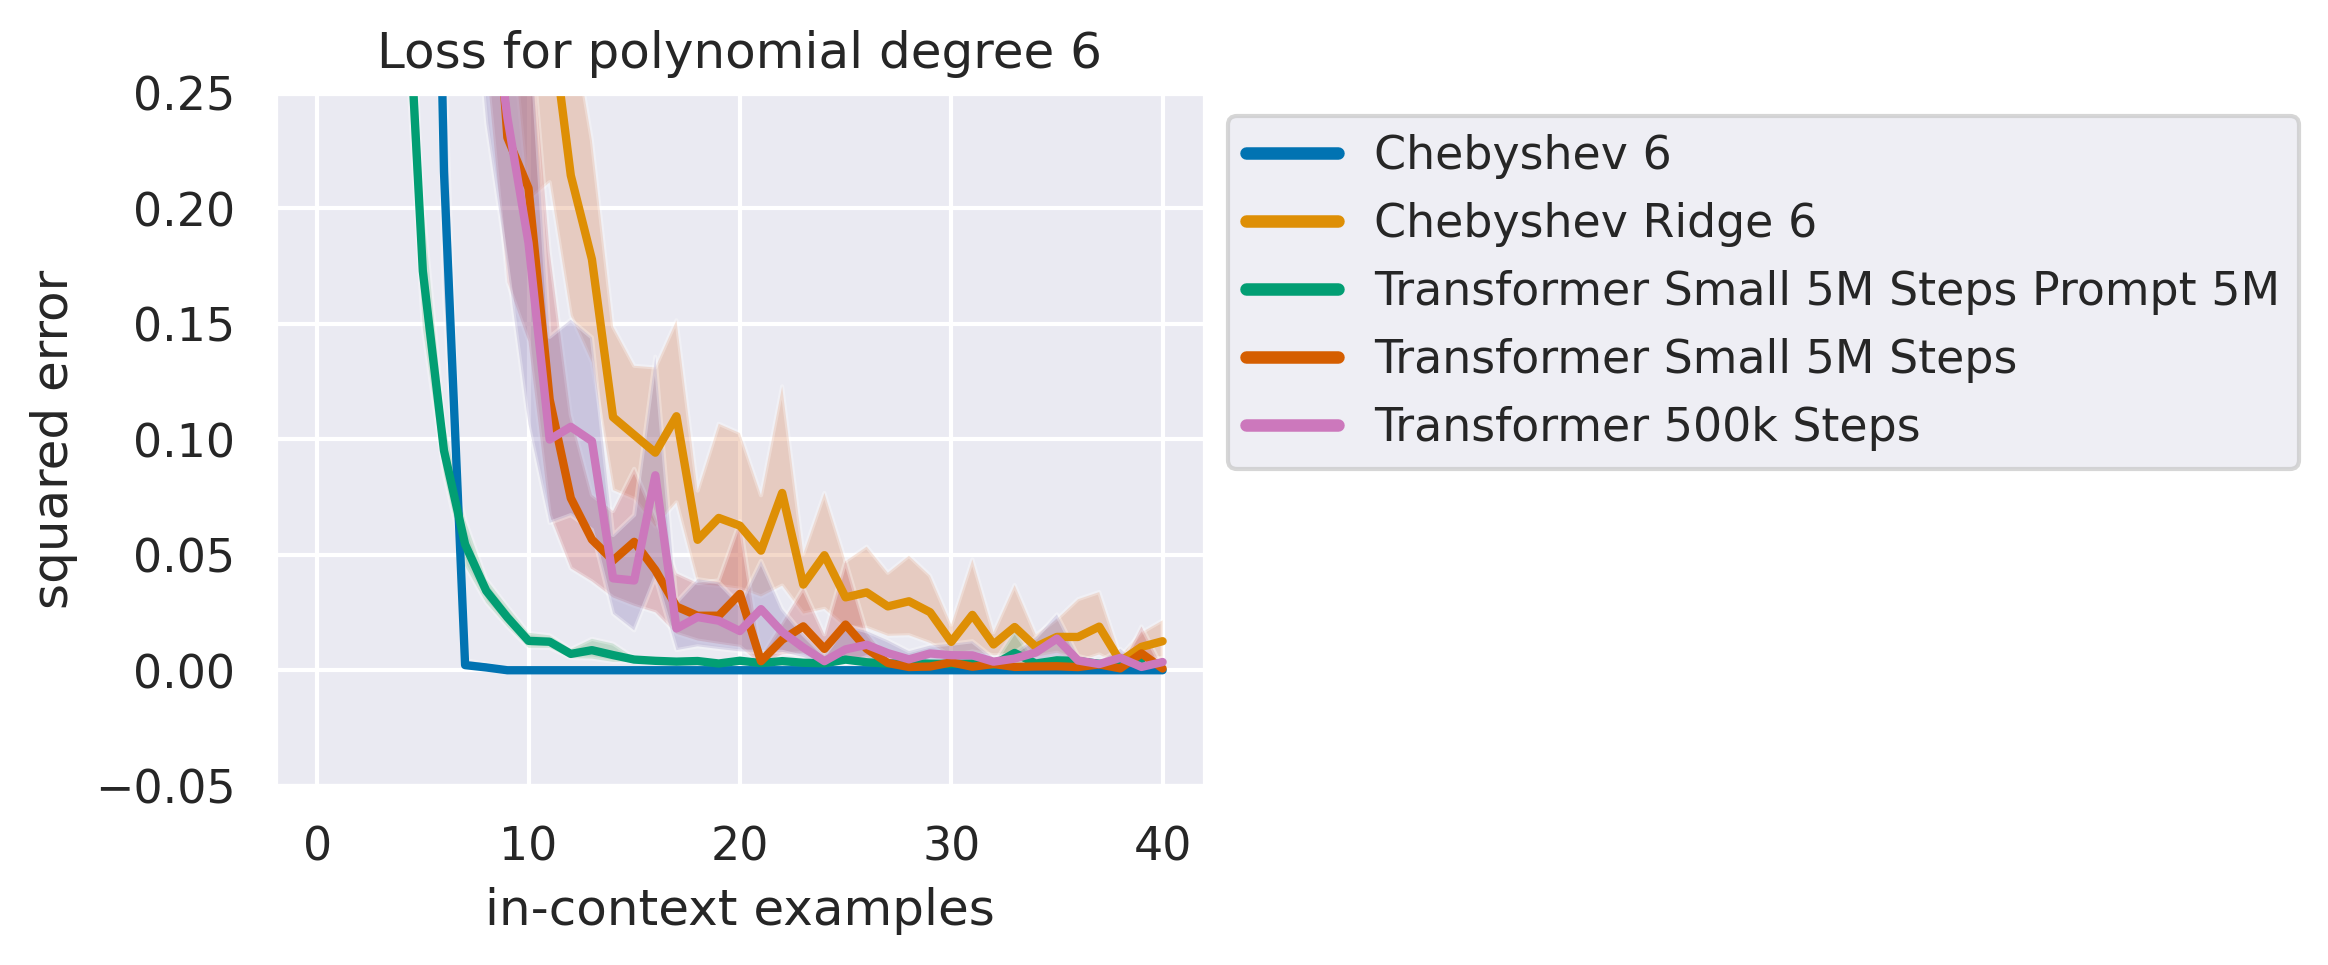 Loss for polynomial degree 6
0.25
0.20
0.15
0.10
0.05
0.00
−0.05
squared error
0 10 20 30 40
in-context examples
Chebyshev 6
Chebyshev Ridge 6
Transformer Small 5M Steps Prompt 5M
Transformer Small 5M Steps
Transformer 500k Steps